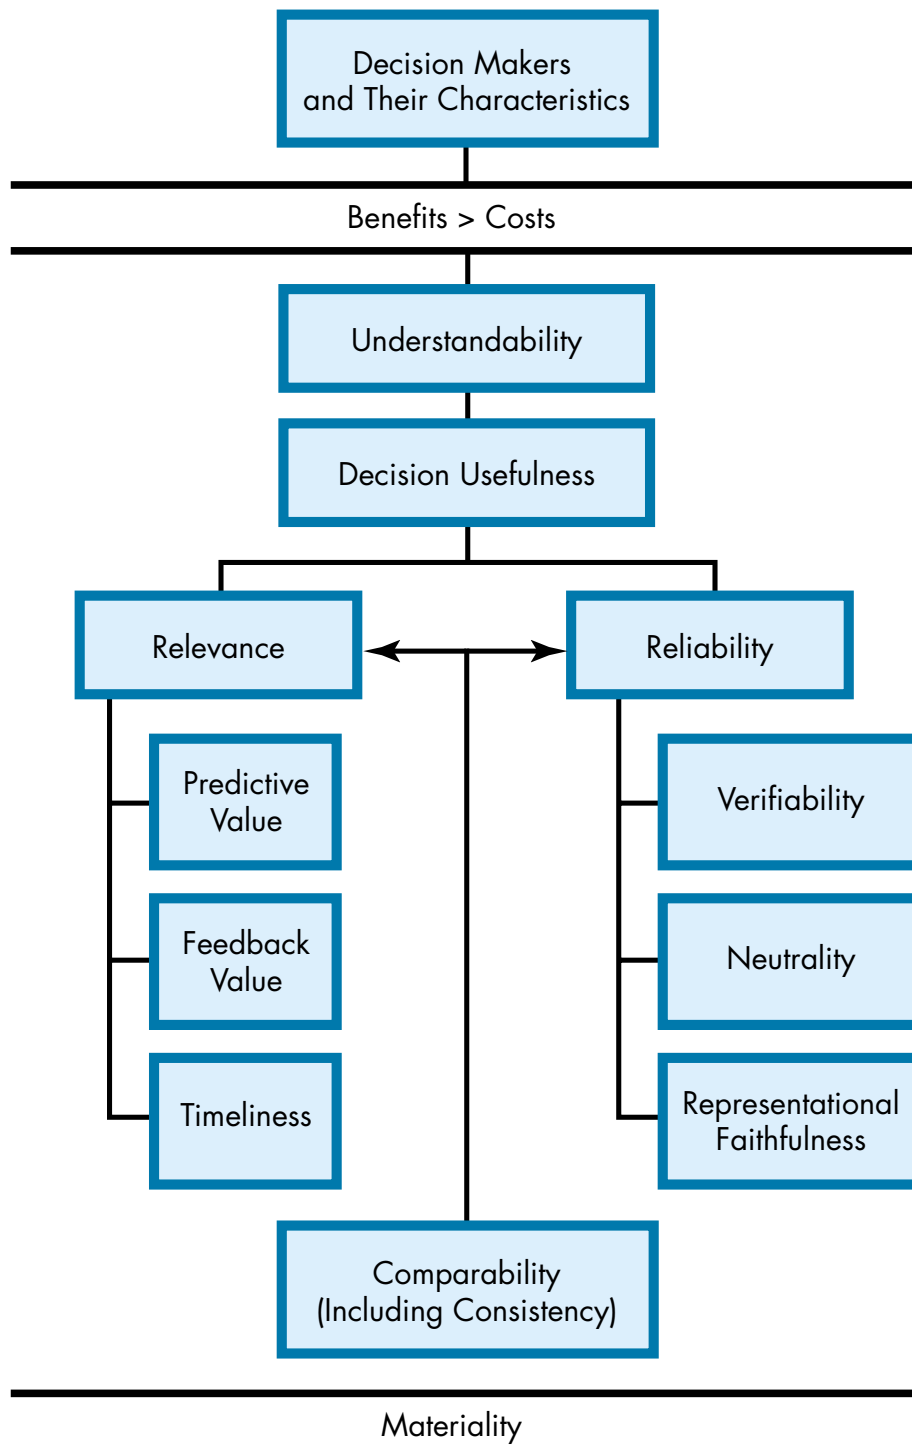 Decision Makers
and Their Characteristics
Benefits > Costs
Understandability
Decision Usefulness
Relevance
Reliability
Predictive
Value
Verifiability
Feedback
Value
Neutrality
Timeliness
Representational
Faithfulness
Comparability
(Including Consistency)
Materiality